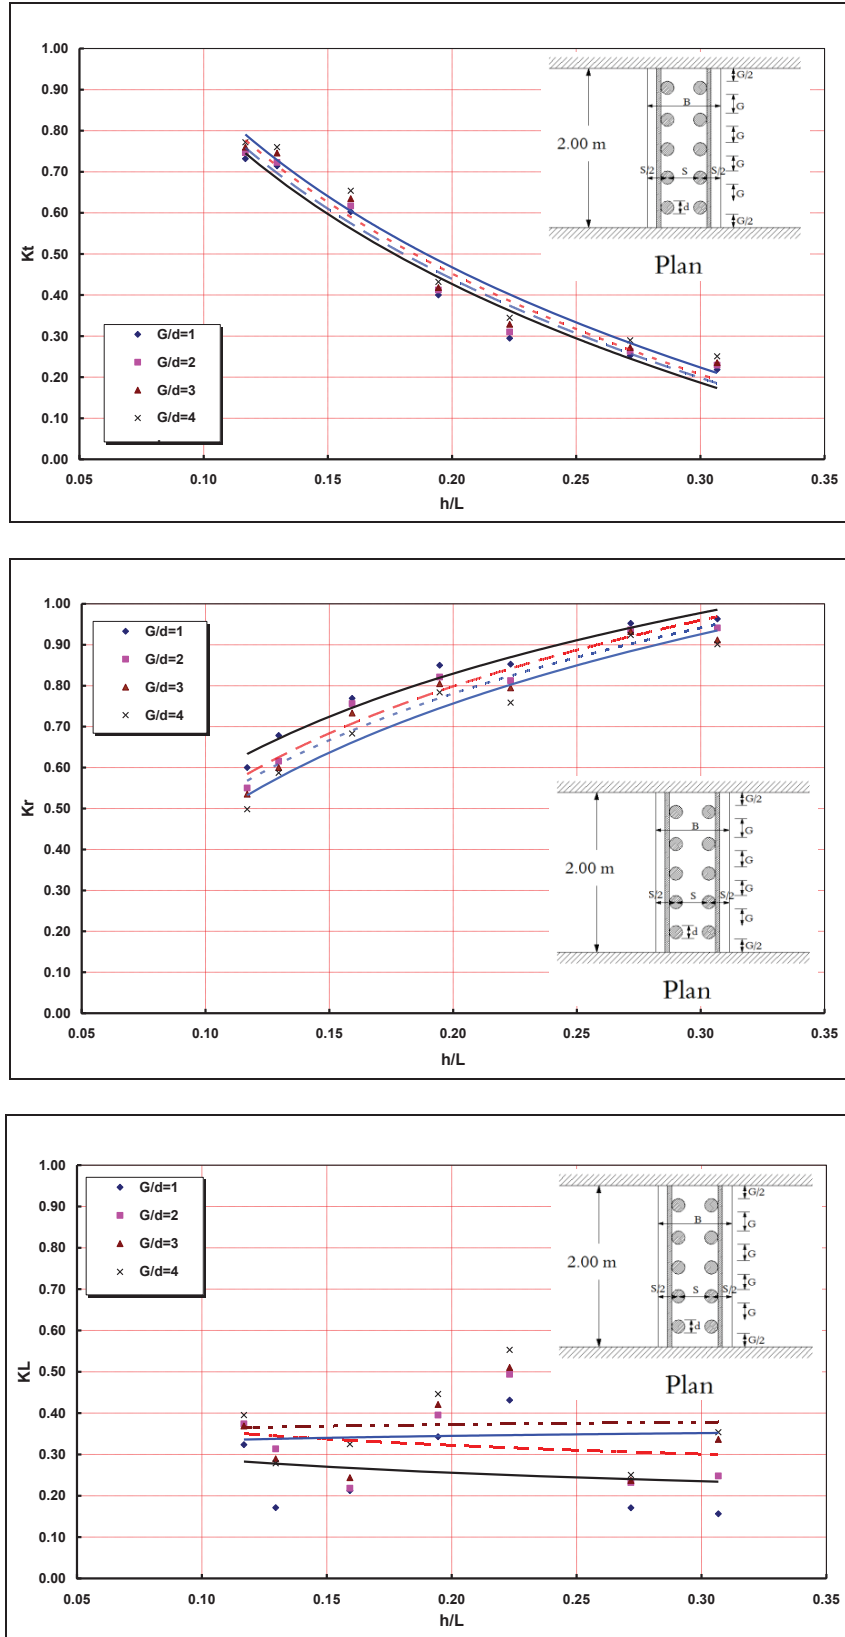 1.00
0.90
0.80
0.70
0.60
0.50
0.40
0.30
0.20
0.10
0.00
Kt
0.05 0.10 0.15 0.20 0.25 0.30 0.35
h/L
G/d=1
G/d=2
G/d=3
G/d=4
2.00 m
B
S/2 S S/2
d
G/2
G
G
G
G
G/2
Plan
1.00
0.90
0.80
0.70
0.60
0.50
0.40
0.30
0.20
0.10
0.00
Kr
0.05 0.10 0.15 0.20 0.25 0.30 0.35
h/L
G/d=1
G/d=2
G/d=3
G/d=4
2.00 m
B
S/2 S S/2
d
G/2
G
G
G
G
G/2
Plan
1.00
0.90
0.80
0.70
0.60
0.50
0.40
0.30
0.20
0.10
0.00
KL
0.05 0.10 0.15 0.20 0.25 0.30 0.35
h/L
G/d=1
G/d=2
G/d=3
G/d=4
2.00 m
B
S/2 S S/2
d
G/2
G
G
G
G
G/2
Plan